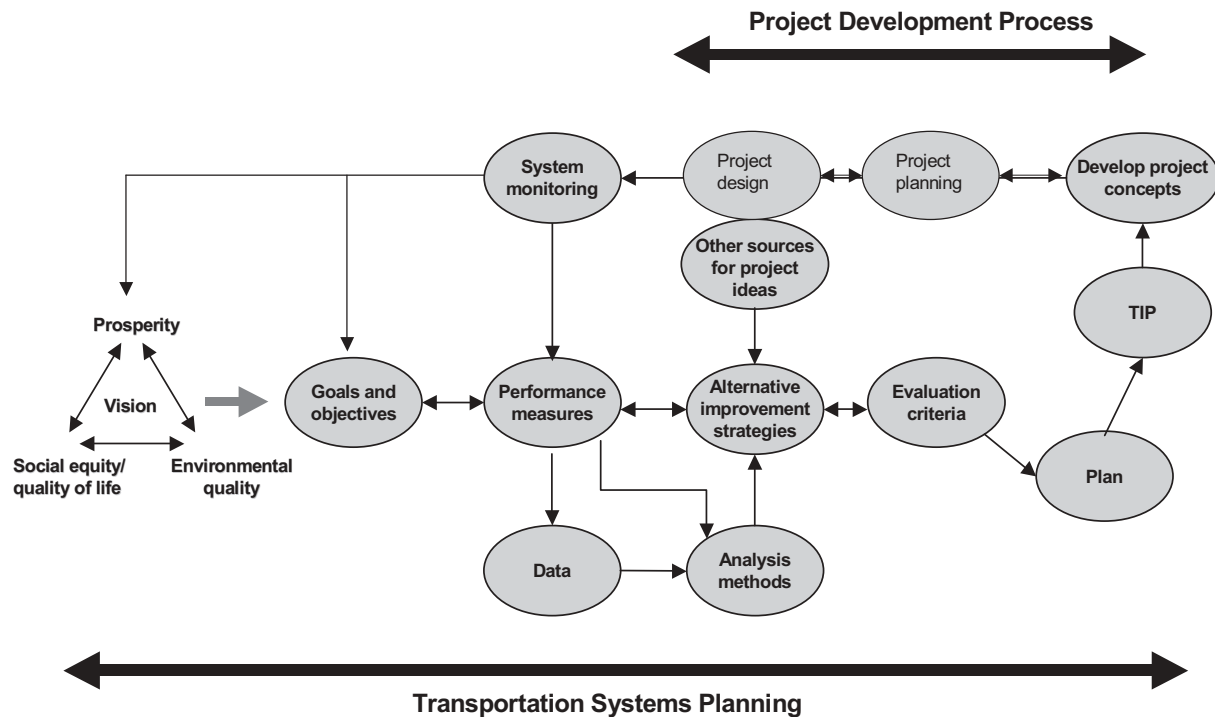 Project Development Process
System
monitoring
Project
design
Project
planning
Develop project
concepts
Other sources
for project
ideas
TIP
Prosperity
Vision
Social equity/
quality of life
Environmental
quality
Goals and
objectives
Performance
measures
Alternative
improvement
strategies
Evaluation
criteria
Plan
Data
Analysis
methods
Transportation Systems Planning